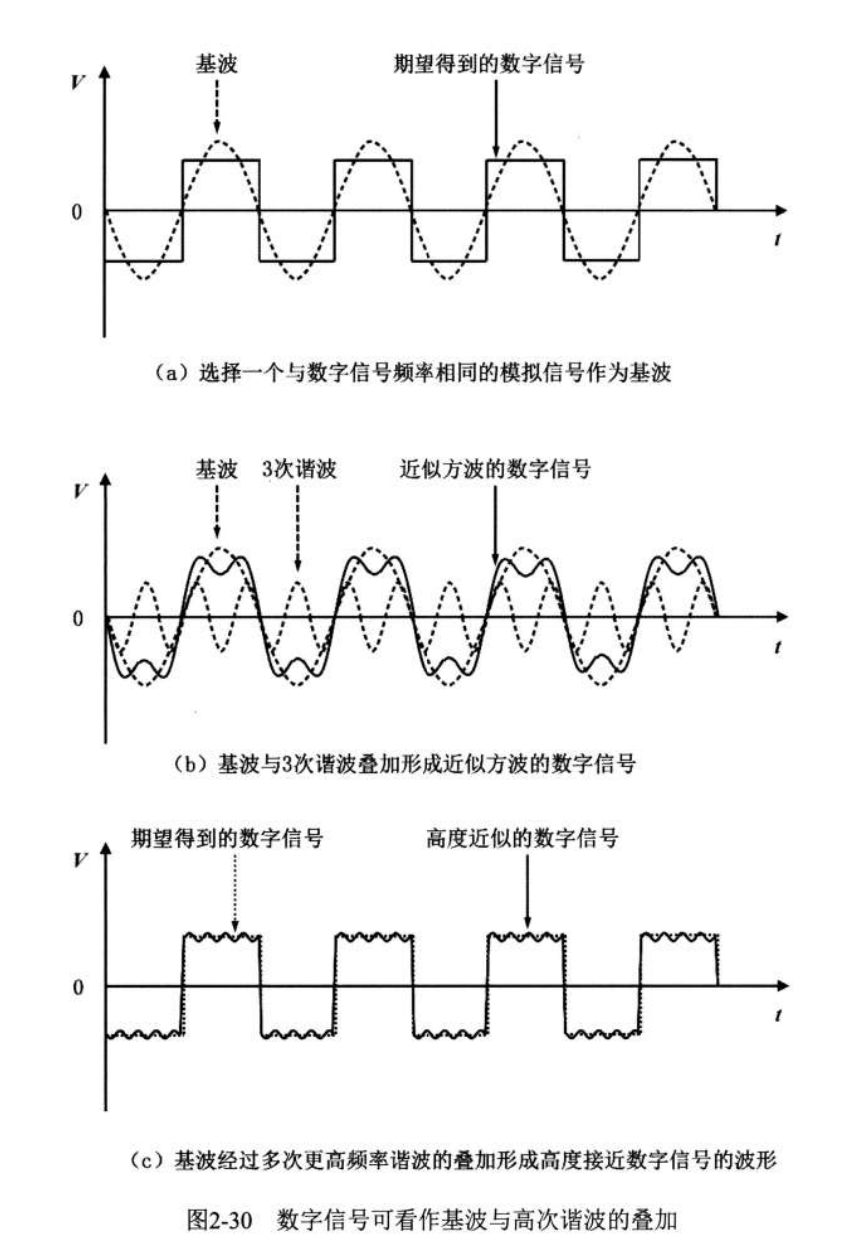 基波 期望得到的数字信号
V
0
t
（a）选择一个与数字信号频率相同的模拟信号作为基波
基波 3次谐波 近似方波的数字信号
V
0
t
（b）基波与3次谐波叠加形成近似方波的数字信号
期望得到的数字信号 高度近似的数字信号
V
0
t
（c）基波经过多次更高频率谐波的叠加形成高度接近数字信号的波形
图2-30 数字信号可看作基波与高次谐波的叠加